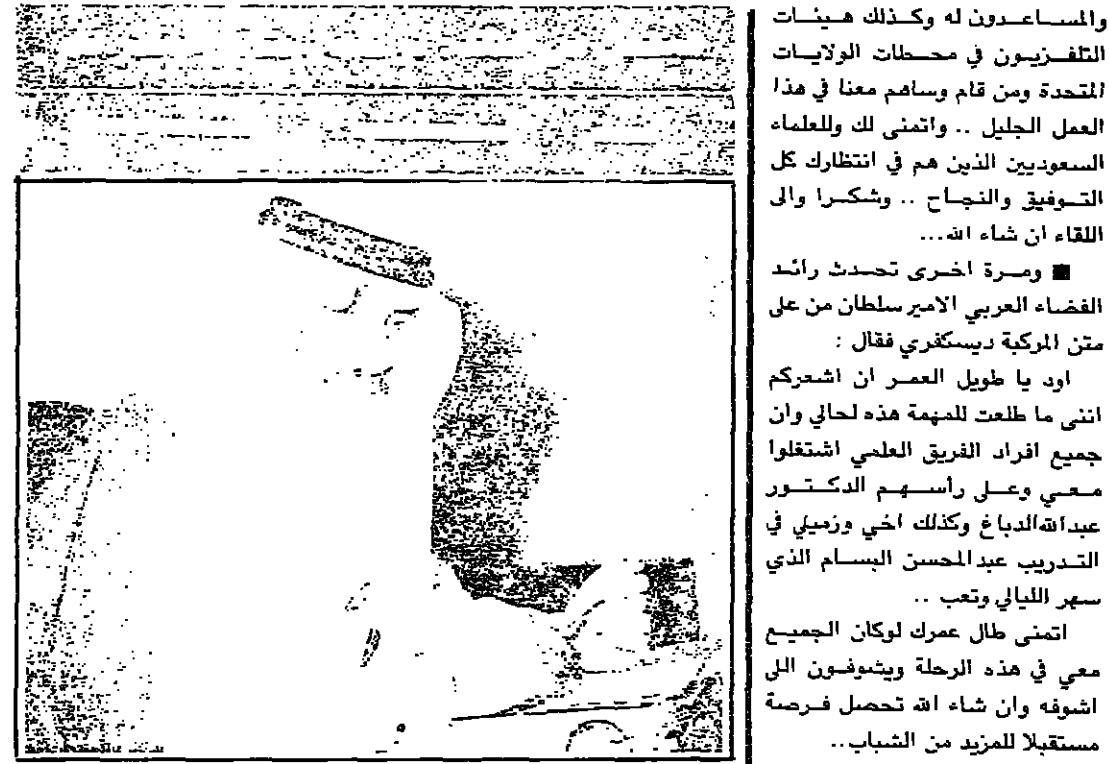 والمساعدون له وكذلك هيئات
التلفزيون في محطات الولايات
المتحدة ومن قام وساهم معنا في هذا
العمل الجليل .. واتمنى لك وللعلماء
السعوديين الذين هم في انتظارك كل
التوفيق والنجاح .. وشكرا والى
اللقاء ان شاء الله...
■ ومرة اخرى تحدث رائد
الفضاء العربي الامير سلطان من على
متن المركبة ديسكفري فقال :
اود يا طويل العمر ان اشعركم
انني ما طلعت للمهمة هذه لحالي وان
جميع افراد الفريق العلمي اشتغلوا
معي وعلى رأسهم الدكتور
عبدالله الدباغ وكذلك اخي وزميلي في
التدريب عبدالمحسن البسام الذي
سهر الليالي وتعب ..
اتمنى طال عمرك لوكان الجميع
معي في هذه الرحلة ويشوفون اللى
اشوفه وان شاء الله تحصل فرصة
مستقبلا للمزيد من الشباب..